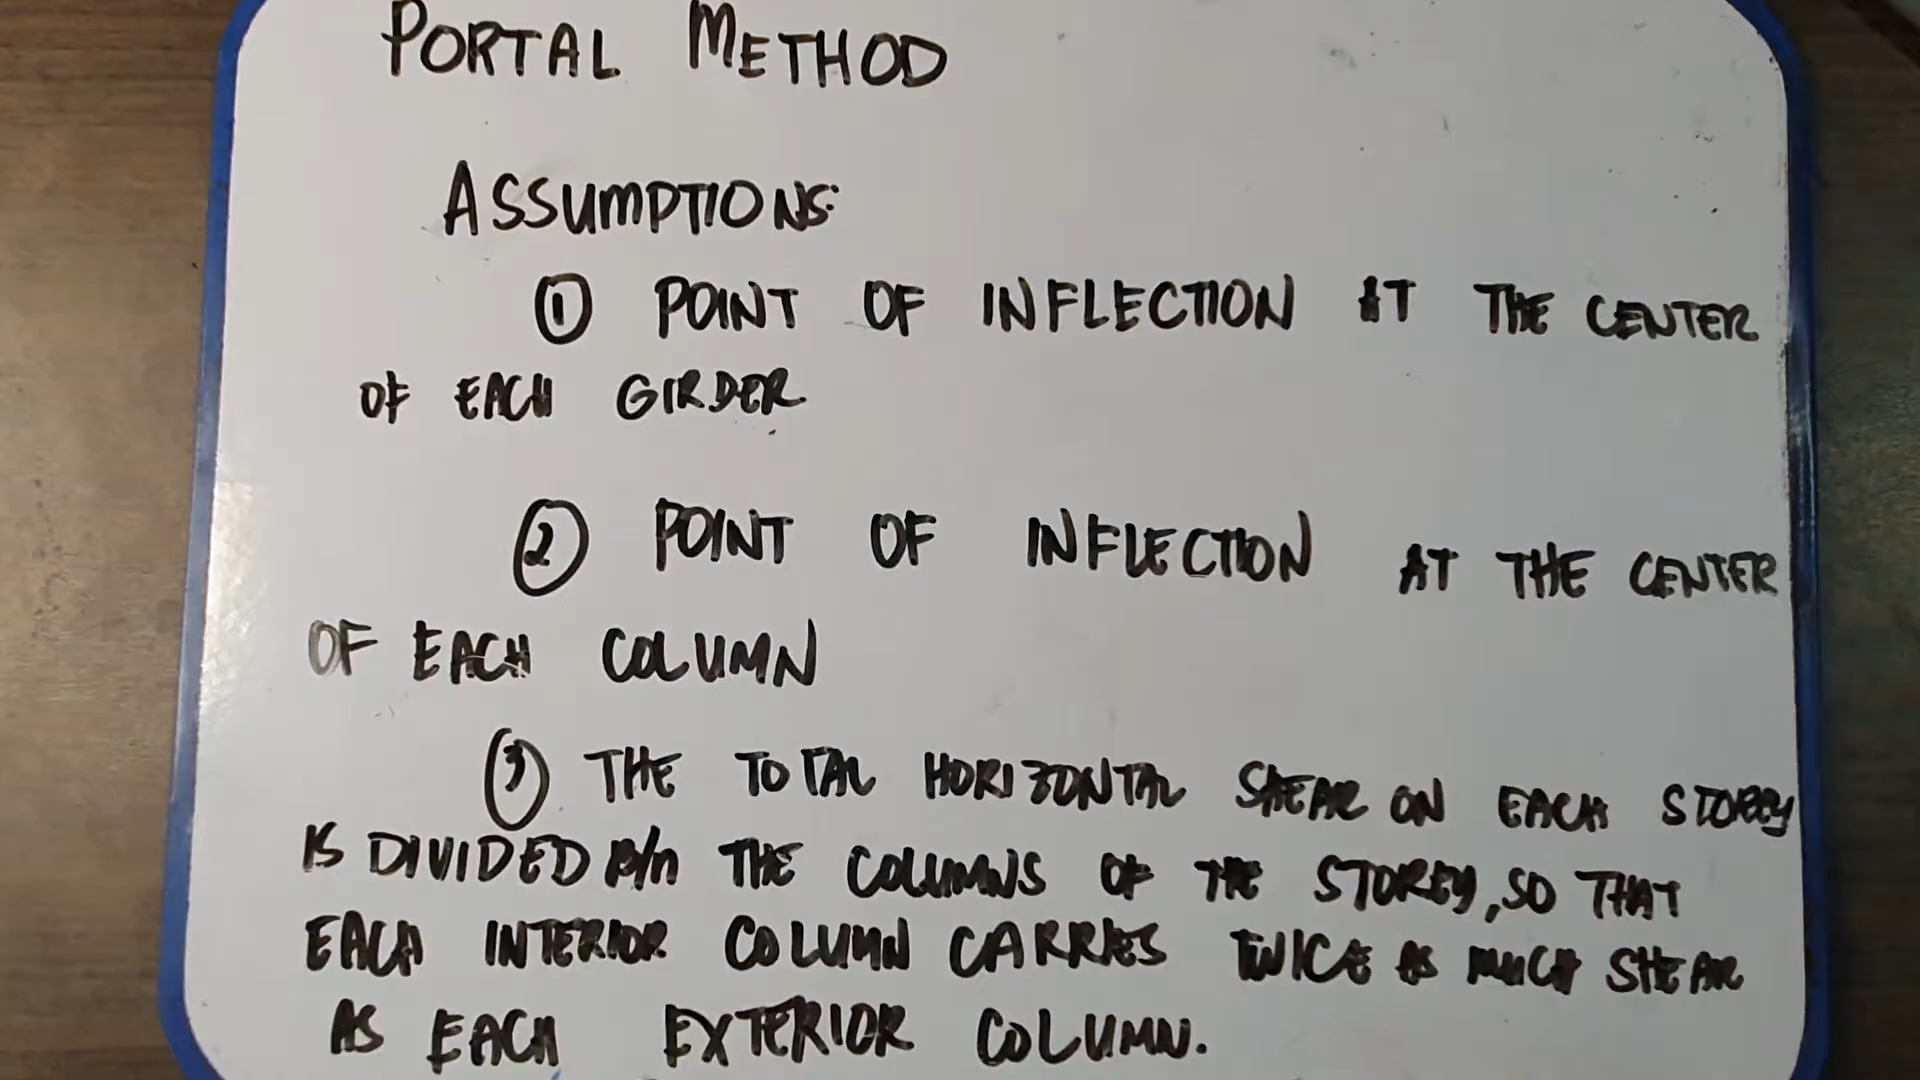 PORTAL METHOD
ASSUMPTIONS:
① POINT OF INFLECTION AT THE CENTER
OF EACH GIRDER
② POINT OF INFLECTION AT THE CENTER
OF EACH COLUMN
③ THE TOTAL HORIZONTAL SHEAR ON EACH STOREY
IS DIVIDED B/n THE COLUMNS OF THE STOREY, SO THAT
EACH INTERIOR COLUMN CARRIES TWICE AS MUCH SHEAR
AS EACH EXTERIOR COLUMN.